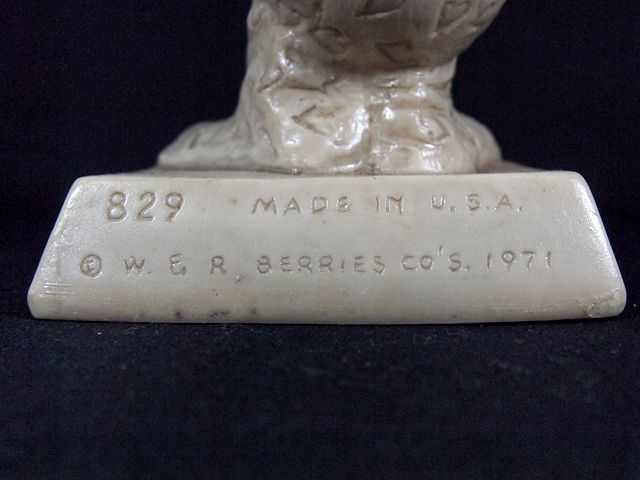 829 MADE IN U.S.A.
© W. & R. BERRIES CO'S. 1971